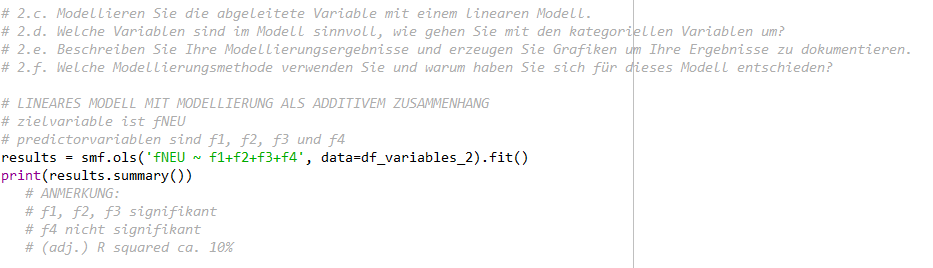 # 2.c. Modellieren Sie die abgeleitete Variable mit einem linearen Modell.
# 2.d. Welche Variablen sind im Modell sinnvoll, wie gehen Sie mit den kategoriellen Variablen um?
# 2.e. Beschreiben Sie Ihre Modellierungsergebnisse und erzeugen Sie Grafiken um Ihre Ergebnisse zu dokumentieren.
# 2.f. Welche Modellierungsmethode verwenden Sie und warum haben Sie sich für dieses Modell entschieden?
# LINEARES MODELL MIT MODELLIERUNG ALS ADDITIVEM ZUSAMMENHANG
# zielvariable ist fNEU
# predictorvariablen sind f1, f2, f3 und f4
results = smf.ols('fNEU ~ f1+f2+f3+f4', data=df_variables_2).fit()
print(results.summary())
# ANMERKUNG:
# f1, f2, f3 signifikant
# f4 nicht signifikant
# (adj.) R squared ca. 10%